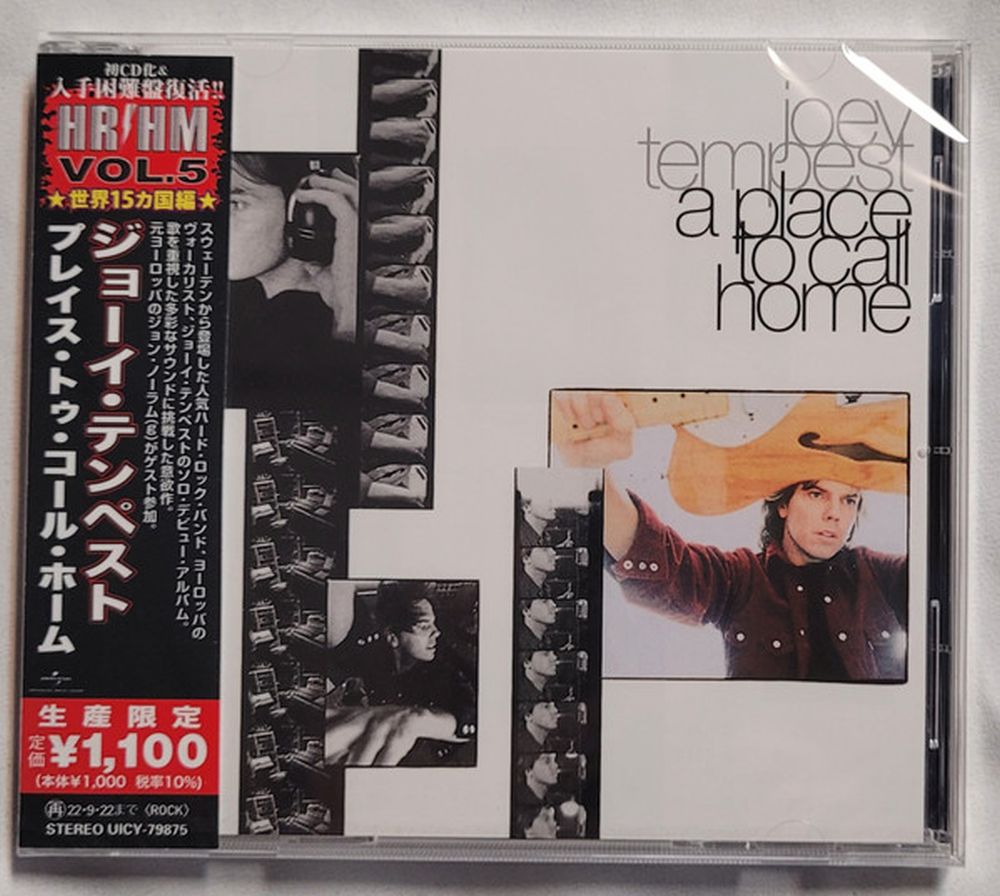 初CD化&
入手困難盤復活!!
HR/HM
VOL.5
★世界15カ国編★
スウェーデンから登場した人気ハード・ロック・バンド、ヨーロッパの
ヴォーカリスト、ジョーイ・テンペストのソロ・デビュー・アルバム。
歌を重視した多彩なサウンドに挑戦した意欲作。
元ヨーロッパのジョン・ノーラム(g)がゲスト参加。
ジョーイ・テンペスト
プレイス・トゥ・コール・ホーム
生産限定
定価 ¥1,100
(本体¥1,000 税率10%)
再 22・9・22まで 〈ROCK〉
STEREO UICY-79875
joey
tempest
a place
to call
home